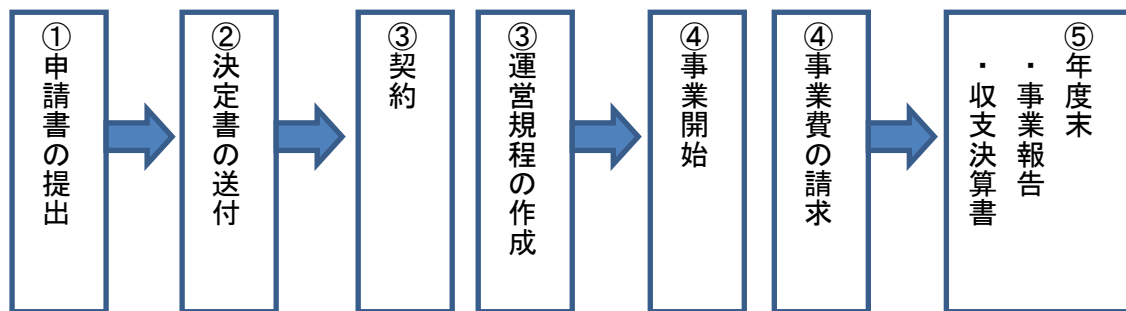 ①申請書の提出
②決定書の送付
③契約
③運営規程の作成
④事業開始
④事業費の請求
⑤年度末
・事業報告
・収支決算書